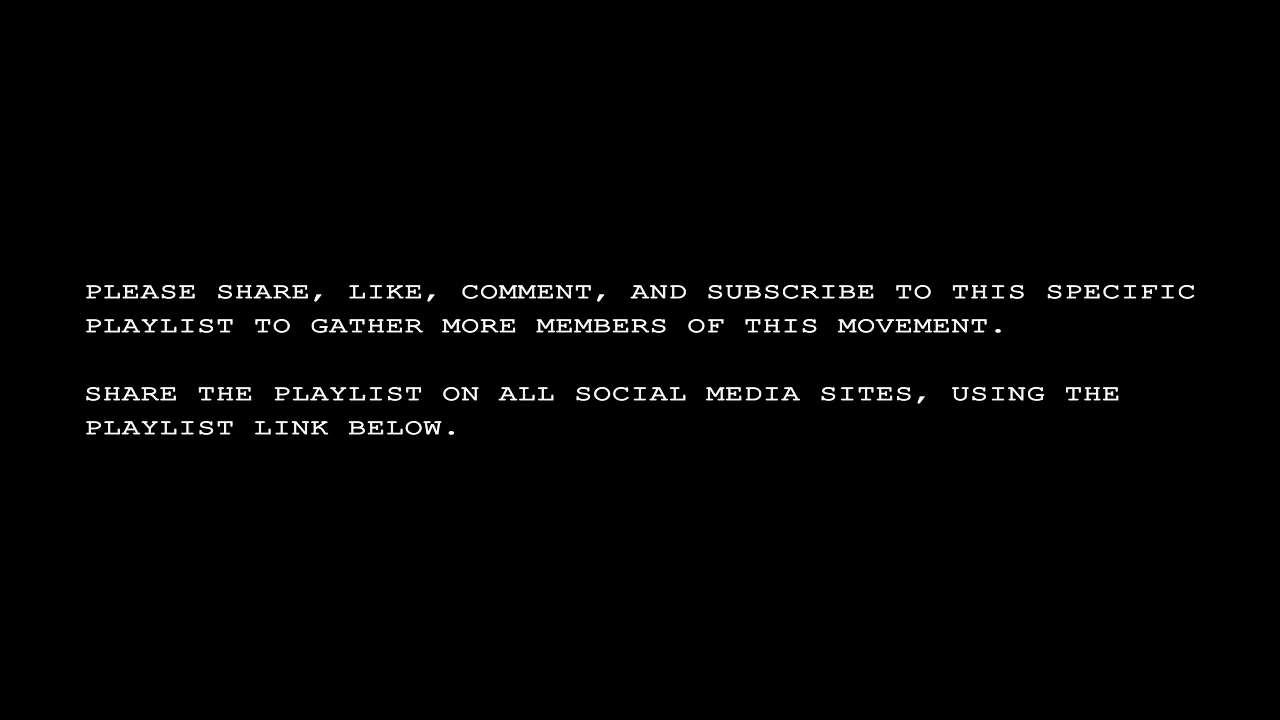 PLEASE SHARE, LIKE, COMMENT, AND SUBSCRIBE TO THIS SPECIFIC
PLAYLIST TO GATHER MORE MEMBERS OF THIS MOVEMENT.
SHARE THE PLAYLIST ON ALL SOCIAL MEDIA SITES, USING THE
PLAYLIST LINK BELOW.